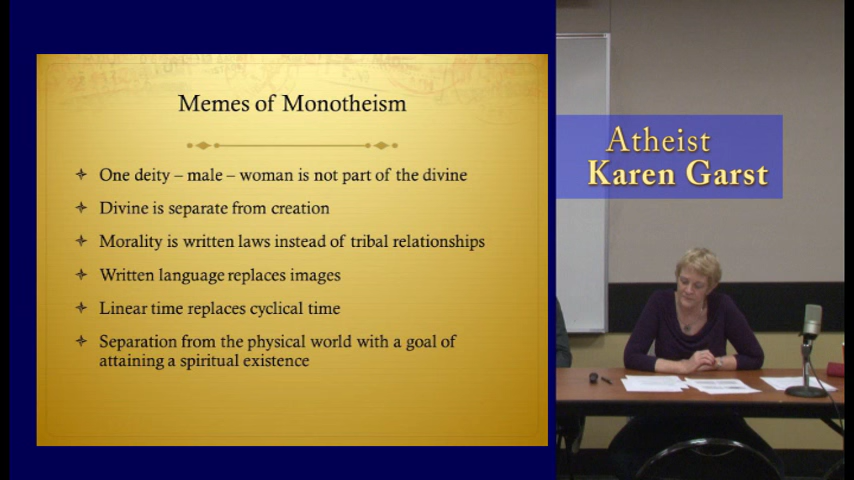 Memes of Monotheism
One deity – male – woman is not part of the divine
Divine is separate from creation
Morality is written laws instead of tribal relationships
Written language replaces images
Linear time replaces cyclical time
Separation from the physical world with a goal of
attaining a spiritual existence
Atheist
Karen Garst